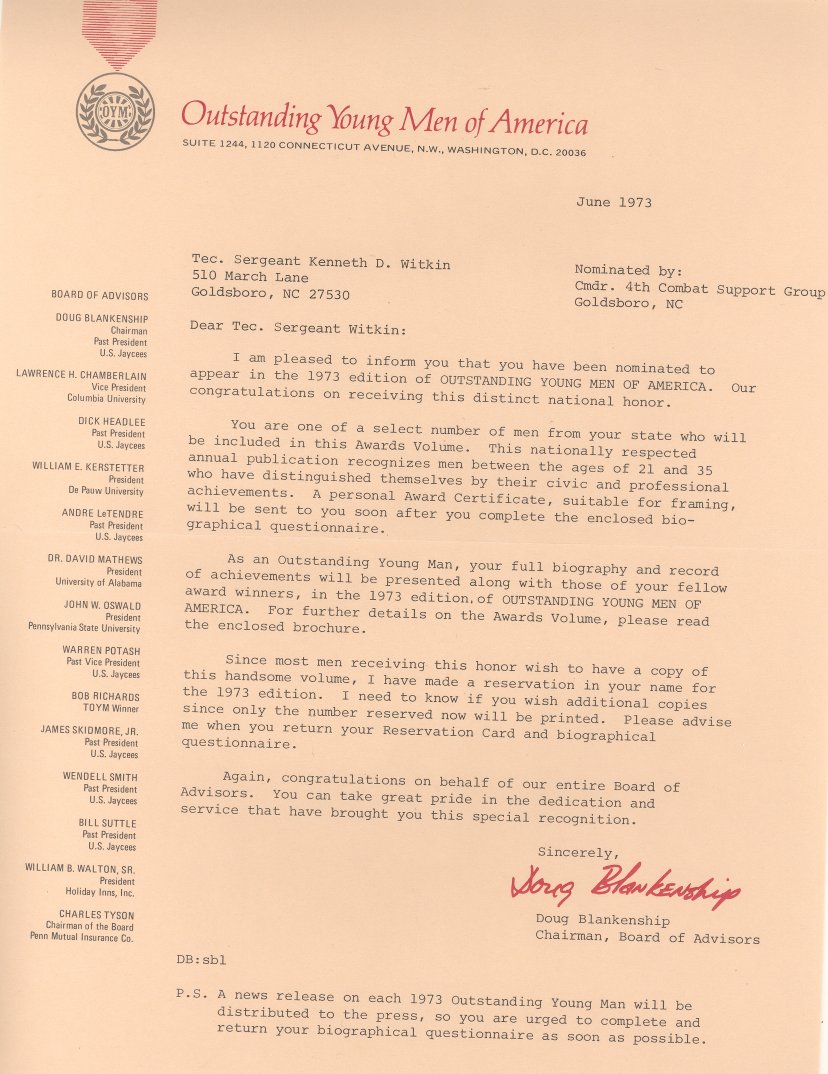 OYM
Outstanding Young Men of America
SUITE 1244, 1120 CONNECTICUT AVENUE, N.W., WASHINGTON, D.C. 20036
June 1973
Tec. Sergeant Kenneth D. Witkin
510 March Lane
Goldsboro, NC 27530
Nominated by:
Cmdr. 4th Combat Support Group
Goldsboro, NC
BOARD OF ADVISORS
DOUG BLANKENSHIP
Chairman
Past President
U.S. Jaycees
LAWRENCE H. CHAMBERLAIN
Vice President
Columbia University
DICK HEADLEE
Past President
U.S. Jaycees
WILLIAM E. KERSTETTER
President
De Pauw University
ANDRE LeTENDRE
Past President
U.S. Jaycees
DR. DAVID MATHEWS
President
University of Alabama
JOHN W. OSWALD
President
Pennsylvania State University
WARREN POTASH
Past Vice President
U.S. Jaycees
BOB RICHARDS
TOYM Winner
JAMES SKIDMORE, JR.
Past President
U.S. Jaycees
WENDELL SMITH
Past President
U.S. Jaycees
BILL SUTTLE
Past President
U.S. Jaycees
WILLIAM B. WALTON, SR.
President
Holiday Inns, Inc.
CHARLES TYSON
Chairman of the Board
Penn Mutual Insurance Co.
Dear Tec. Sergeant Witkin:
I am pleased to inform you that you have been nominated to
appear in the 1973 edition of OUTSTANDING YOUNG MEN OF AMERICA. Our
congratulations on receiving this distinct national honor.
You are one of a select number of men from your state who will
be included in this Awards Volume. This nationally respected
annual publication recognizes men between the ages of 21 and 35
who have distinguished themselves by their civic and professional
achievements. A personal Award Certificate, suitable for framing,
will be sent to you soon after you complete the enclosed bio-
graphical questionnaire.
As an Outstanding Young Man, your full biography and record
of achievements will be presented along with those of your fellow
award winners, in the 1973 edition of OUTSTANDING YOUNG MEN OF
AMERICA. For further details on the Awards Volume, please read
the enclosed brochure.
Since most men receiving this honor wish to have a copy of
this handsome volume, I have made a reservation in your name for
the 1973 edition. I need to know if you wish additional copies
since only the number reserved now will be printed. Please advise
me when you return your Reservation Card and biographical
questionnaire.
Again, congratulations on behalf of our entire Board of
Advisors. You can take great pride in the dedication and
service that have brought you this special recognition.
Sincerely,
Doug Blankenship
Doug Blankenship
Chairman, Board of Advisors
DB:sbl
P.S. A news release on each 1973 Outstanding Young Man will be
distributed to the press, so you are urged to complete and
return your biographical questionnaire as soon as possible.